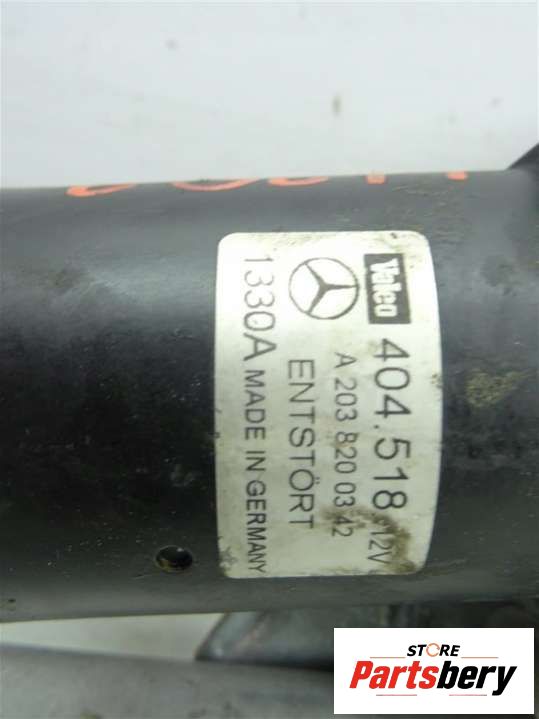 Valeo 404.518 12V
A 203 820 03 42
ENTSTÖRT
1330A MADE IN GERMANY
STORE
Partsbery